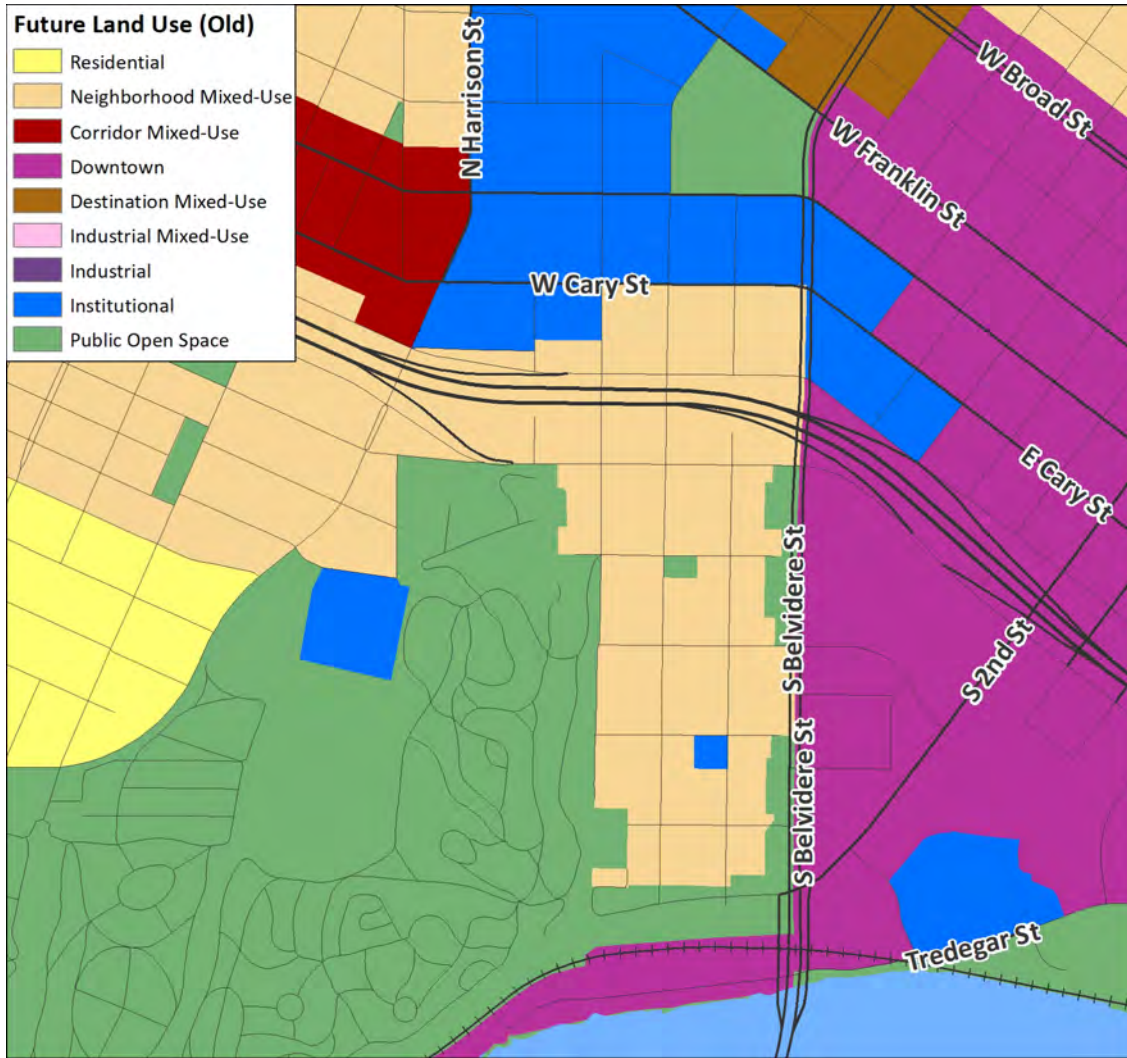 Future Land Use (Old)
Residential
Neighborhood Mixed-Use
Corridor Mixed-Use
Downtown
Destination Mixed-Use
Industrial Mixed-Use
Industrial
Institutional
Public Open Space
N Harrison St
W Broad St
W Franklin St
W Cary St
E Cary St
S Belvidere St
S 2nd St
S Belvidere St
Tredegar St